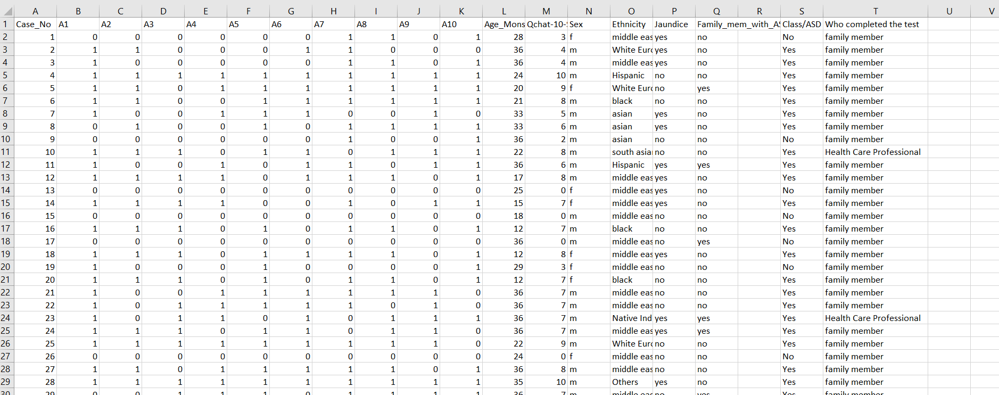 A B C D E F G H I J K L M N O P Q R S T U V
1 Case_No A1 A2 A3 A4 A5 A6 A7 A8 A9 A10 Age_Mons Qchat-10- Sex Ethnicity Jaundice Family_mem_with_AS Class/ASD Who completed the test
2 1 0 0 0 0 0 0 1 1 0 1 28 3 f middle eas yes no No family member
3 2 1 1 0 0 0 1 1 0 0 0 36 4 m White Euro yes no Yes family member
4 3 1 0 0 0 0 0 1 1 0 1 36 4 m middle eas yes no Yes family member
5 4 1 1 1 1 1 1 1 1 1 1 24 10 m Hispanic no no Yes family member
6 5 1 1 0 1 1 1 1 1 1 1 20 9 f White Euro no yes Yes family member
7 6 1 1 0 0 1 1 1 1 1 1 21 8 m black no no Yes family member
8 7 1 0 0 1 1 1 0 0 1 0 33 5 m asian yes no Yes family member
9 8 0 1 0 0 1 0 1 1 1 1 33 6 m asian yes no Yes family member
10 9 0 0 0 0 0 0 1 0 0 1 36 2 m asian no no No family member
11 10 1 1 1 0 1 1 0 1 1 1 22 8 m south asia no no Yes Health Care Professional
12 11 1 0 0 1 0 1 1 0 1 1 36 6 m Hispanic yes yes Yes family member
13 12 1 1 1 1 0 1 1 1 0 1 17 8 m middle eas yes no Yes family member
14 13 0 0 0 0 0 0 0 0 0 0 25 0 f middle eas yes no No family member
15 14 1 1 1 1 0 0 1 0 1 1 15 7 f middle eas yes no Yes family member
16 15 0 0 0 0 0 0 0 0 0 0 18 0 m middle eas no no No family member
17 16 1 1 1 0 1 0 1 1 0 1 12 7 m black no no Yes family member
18 17 0 0 0 0 0 0 0 0 0 0 36 0 m middle eas no yes No family member
19 18 1 1 1 0 1 1 1 1 0 1 12 8 f middle eas yes no Yes family member
20 19 1 0 0 0 1 0 0 0 0 1 29 3 f middle eas no no No family member
21 20 1 1 1 0 1 0 1 1 0 1 12 7 f black no no Yes family member
22 21 1 0 0 1 1 1 1 1 1 0 36 7 m middle eas no no Yes family member
23 22 1 0 1 1 1 1 1 0 1 0 36 7 m middle eas no no Yes family member
24 23 1 0 1 1 0 1 0 1 1 1 36 7 m Native Ind yes yes Yes Health Care Professional
25 24 1 1 1 0 1 1 0 1 1 0 36 7 m middle eas yes yes Yes family member
26 25 1 1 1 1 1 1 1 1 1 0 22 9 m White Euro no no Yes family member
27 26 0 0 0 0 0 0 0 0 0 0 24 0 f middle eas no no No family member
28 27 1 1 0 1 1 1 1 1 0 1 36 8 m middle eas no no Yes family member
29 28 1 1 1 1 1 1 1 1 1 1 35 10 m Others yes no Yes family member
30 29 0 0 1 1 1 0 1 1 1 1 36 7 m middle eas no yes Yes family member